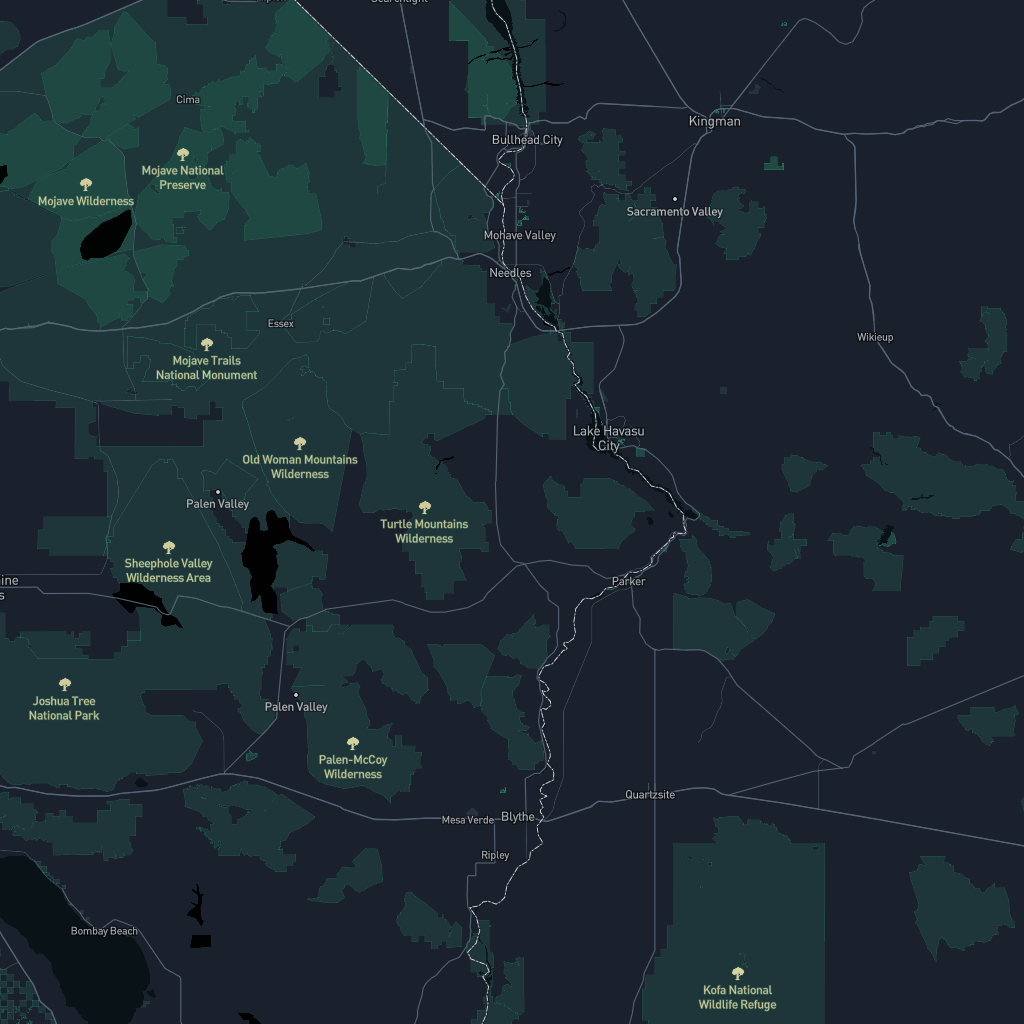 Cima
Kingman
Bullhead City
Mojave National
Preserve
Mojave Wilderness
Sacramento Valley
Mohave Valley
Needles
Essex
Wikieup
Mojave Trails
National Monument
Lake Havasu
City
Old Woman Mountains
Wilderness
Palen Valley
Turtle Mountains
Wilderness
Sheephole Valley
Wilderness Area
Parker
Joshua Tree
National Park
Palen Valley
Palen-McCoy
Wilderness
Quartzsite
Mesa Verde
Blythe
Ripley
Bombay Beach
Kofa National
Wildlife Refuge